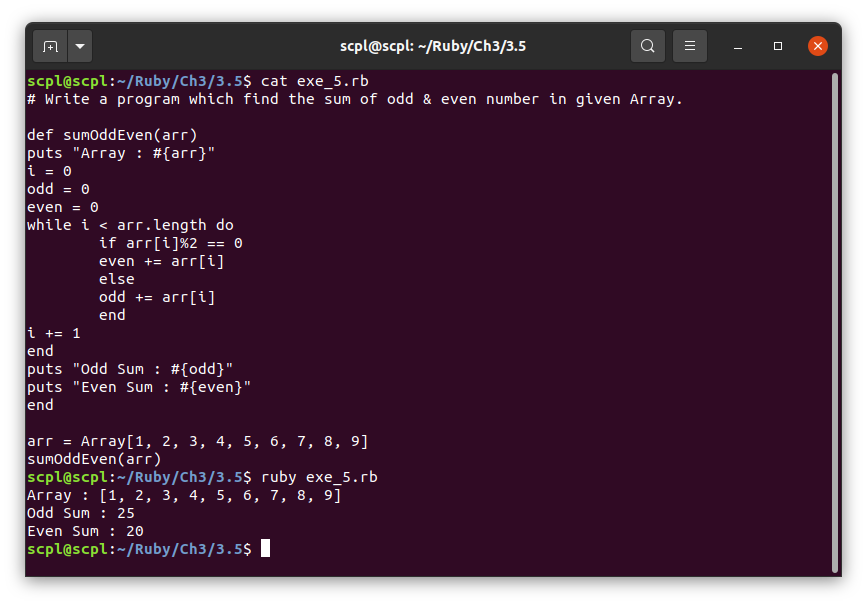 scpl@scpl: ~/Ruby/Ch3/3.5
scpl@scpl:~/Ruby/Ch3/3.5$ cat exe_5.rb
# Write a program which find the sum of odd & even number in given Array.

def sumOddEven(arr)
puts "Array : #{arr}"
i = 0
odd = 0
even = 0
while i < arr.length do
        if arr[i]%2 == 0
        even += arr[i]
        else
        odd += arr[i]
        end
i += 1
end
puts "Odd Sum : #{odd}"
puts "Even Sum : #{even}"
end

arr = Array[1, 2, 3, 4, 5, 6, 7, 8, 9]
sumOddEven(arr)
scpl@scpl:~/Ruby/Ch3/3.5$ ruby exe_5.rb
Array : [1, 2, 3, 4, 5, 6, 7, 8, 9]
Odd Sum : 25
Even Sum : 20
scpl@scpl:~/Ruby/Ch3/3.5$